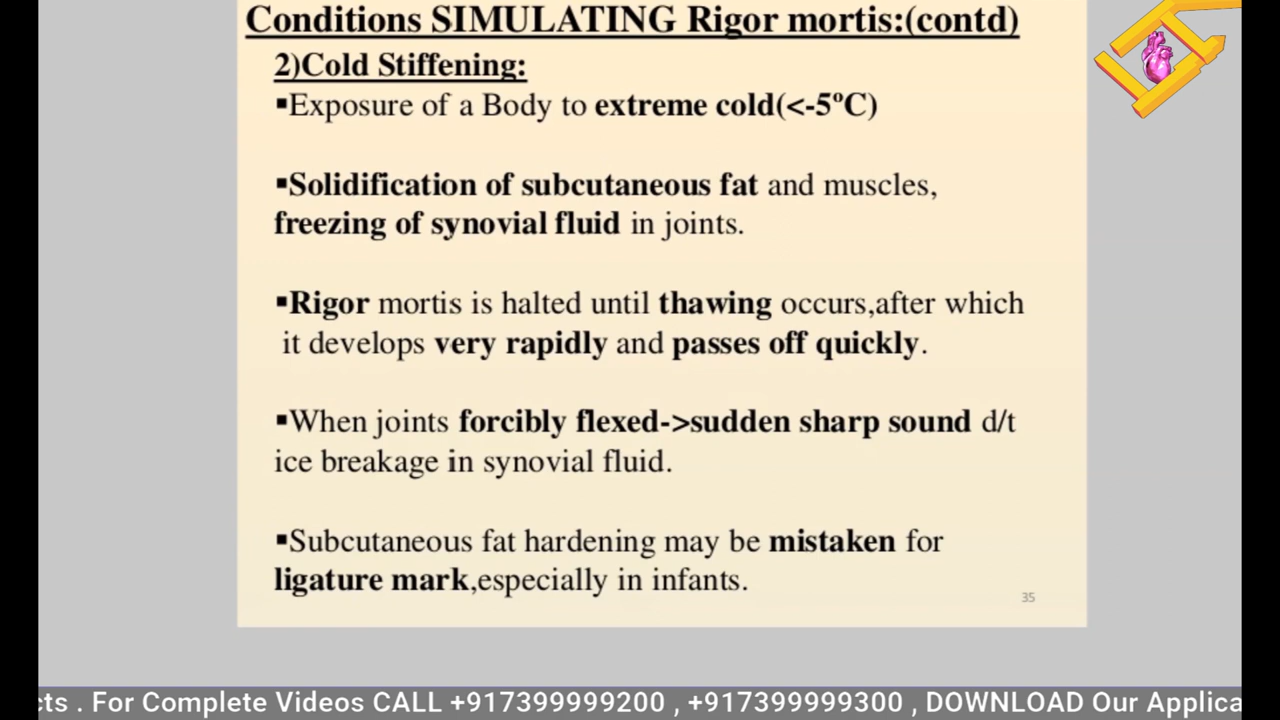 Conditions SIMULATING Rigor mortis:(contd)
2)Cold Stiffening:
▪Exposure of a Body to extreme cold(<-5ºC)
▪Solidification of subcutaneous fat and muscles,
freezing of synovial fluid in joints.
▪Rigor mortis is halted until thawing occurs,after which
it develops very rapidly and passes off quickly.
▪When joints forcibly flexed->sudden sharp sound d/t
ice breakage in synovial fluid.
▪Subcutaneous fat hardening may be mistaken for
ligature mark,especially in infants.
35
cts . For Complete Videos CALL +917399999200 , +917399999300 , DOWNLOAD Our Applica